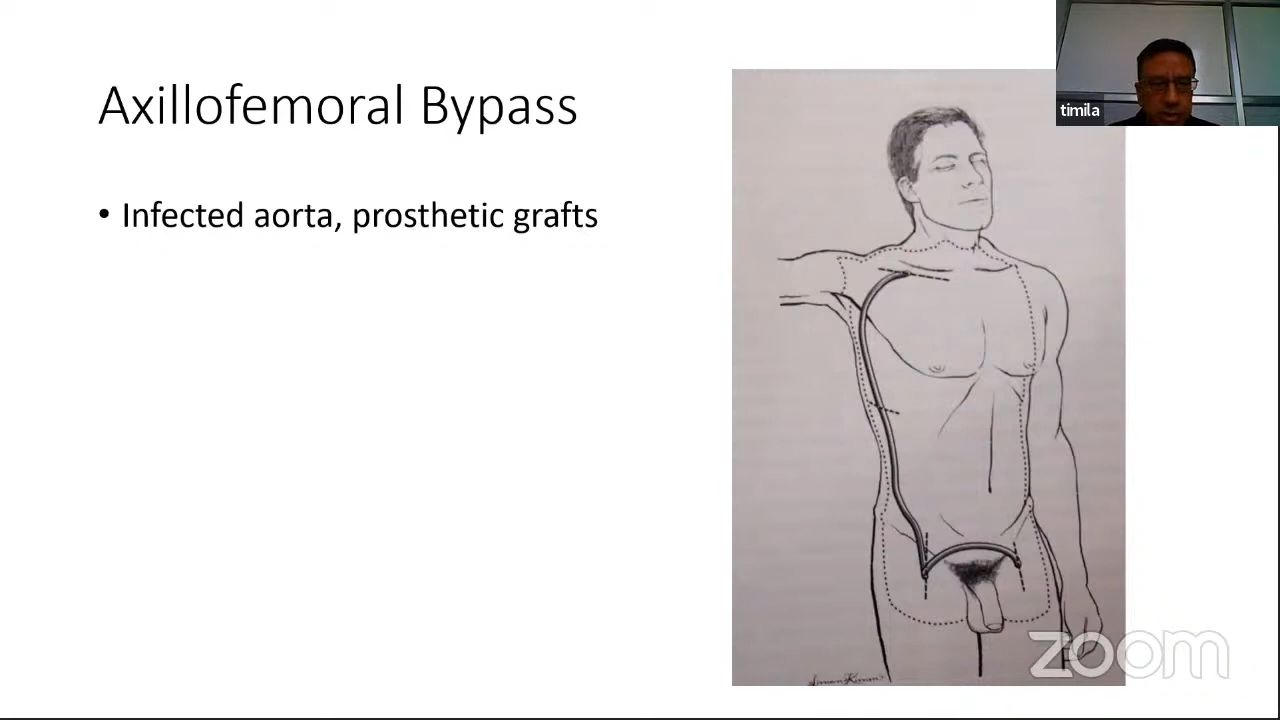 Axillofemoral Bypass
timila
• Infected aorta, prosthetic grafts
zoom